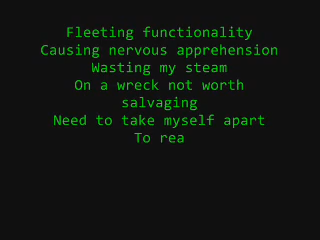 Fleeting functionality
Causing nervous apprehension
Wasting my steam
On a wreck not worth
salvaging
Need to take myself apart
To rea